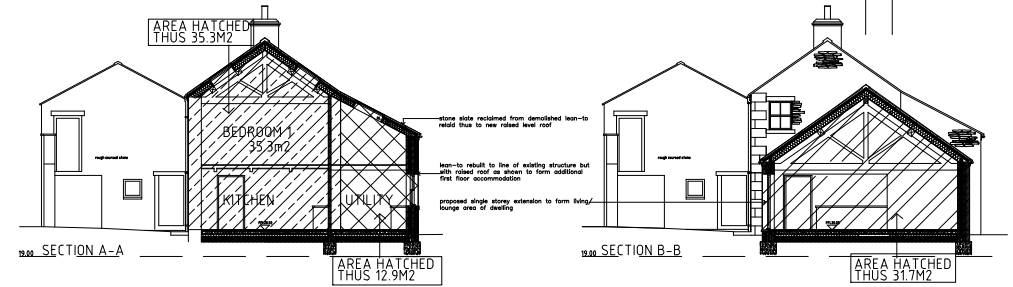 AREA HATCHED
THUS 35.3M2
BEDROOM 1
35.3m2
rough coursed stone
KITCHEN
UTILITY
19.00 SECTION A-A
AREA HATCHED
THUS 12.9M2
stone slate reclaimed from demolished lean-to
relaid thus to new raised level roof
lean-to rebuilt to line of existing structure but
with raised roof as shown to form additional
first floor accommodation
proposed single storey extension to form living/
lounge area of dwelling
rough coursed stone
19.00 SECTION B-B
AREA HATCHED
THUS 31.7M2